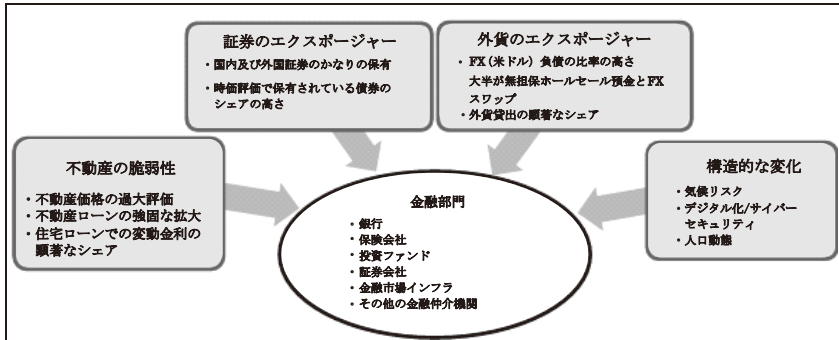 証券のエクスポージャー
・国内及び外国証券のかなりの保有
・時価評価で保有されている債券の
シェアの高さ
外貨のエクスポージャー
・FX(米ドル)負債の比率の高さ
大半が無担保ホールセール預金とFX
スワップ
・外貨貸出の顕著なシェア
不動産の脆弱性
・不動産価格の過大評価
・不動産ローンの強固な拡大
・住宅ローンでの変動金利の
顕著なシェア
構造的な変化
・気候リスク
・デジタル化/サイバー
セキュリティ
・人口動態
金融部門
・銀行
・保険会社
・投資ファンド
・証券会社
・金融市場インフラ
・その他の金融仲介機関